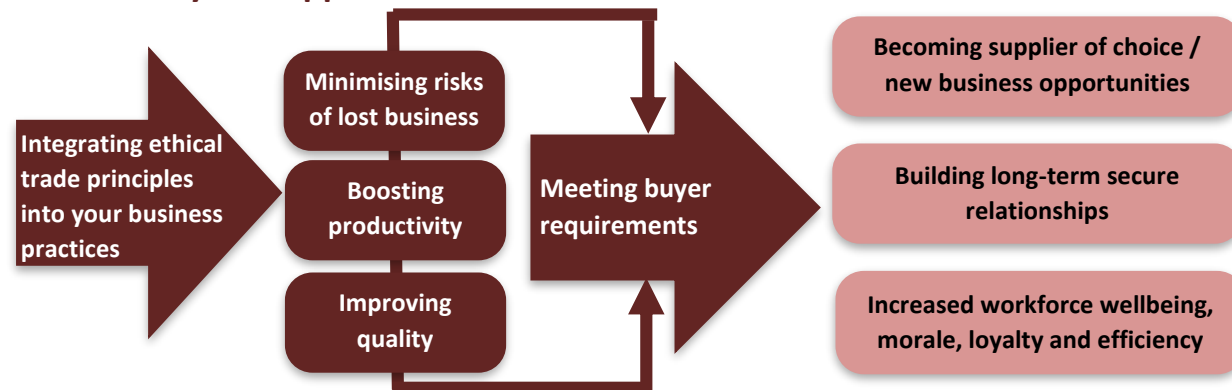 Integrating ethical
trade principles
into your business
practices
Minimising risks
of lost business
Boosting
productivity
Improving
quality
Meeting buyer
requirements
Becoming supplier of choice /
new business opportunities
Building long-term secure
relationships
Increased workforce wellbeing,
morale, loyalty and efficiency